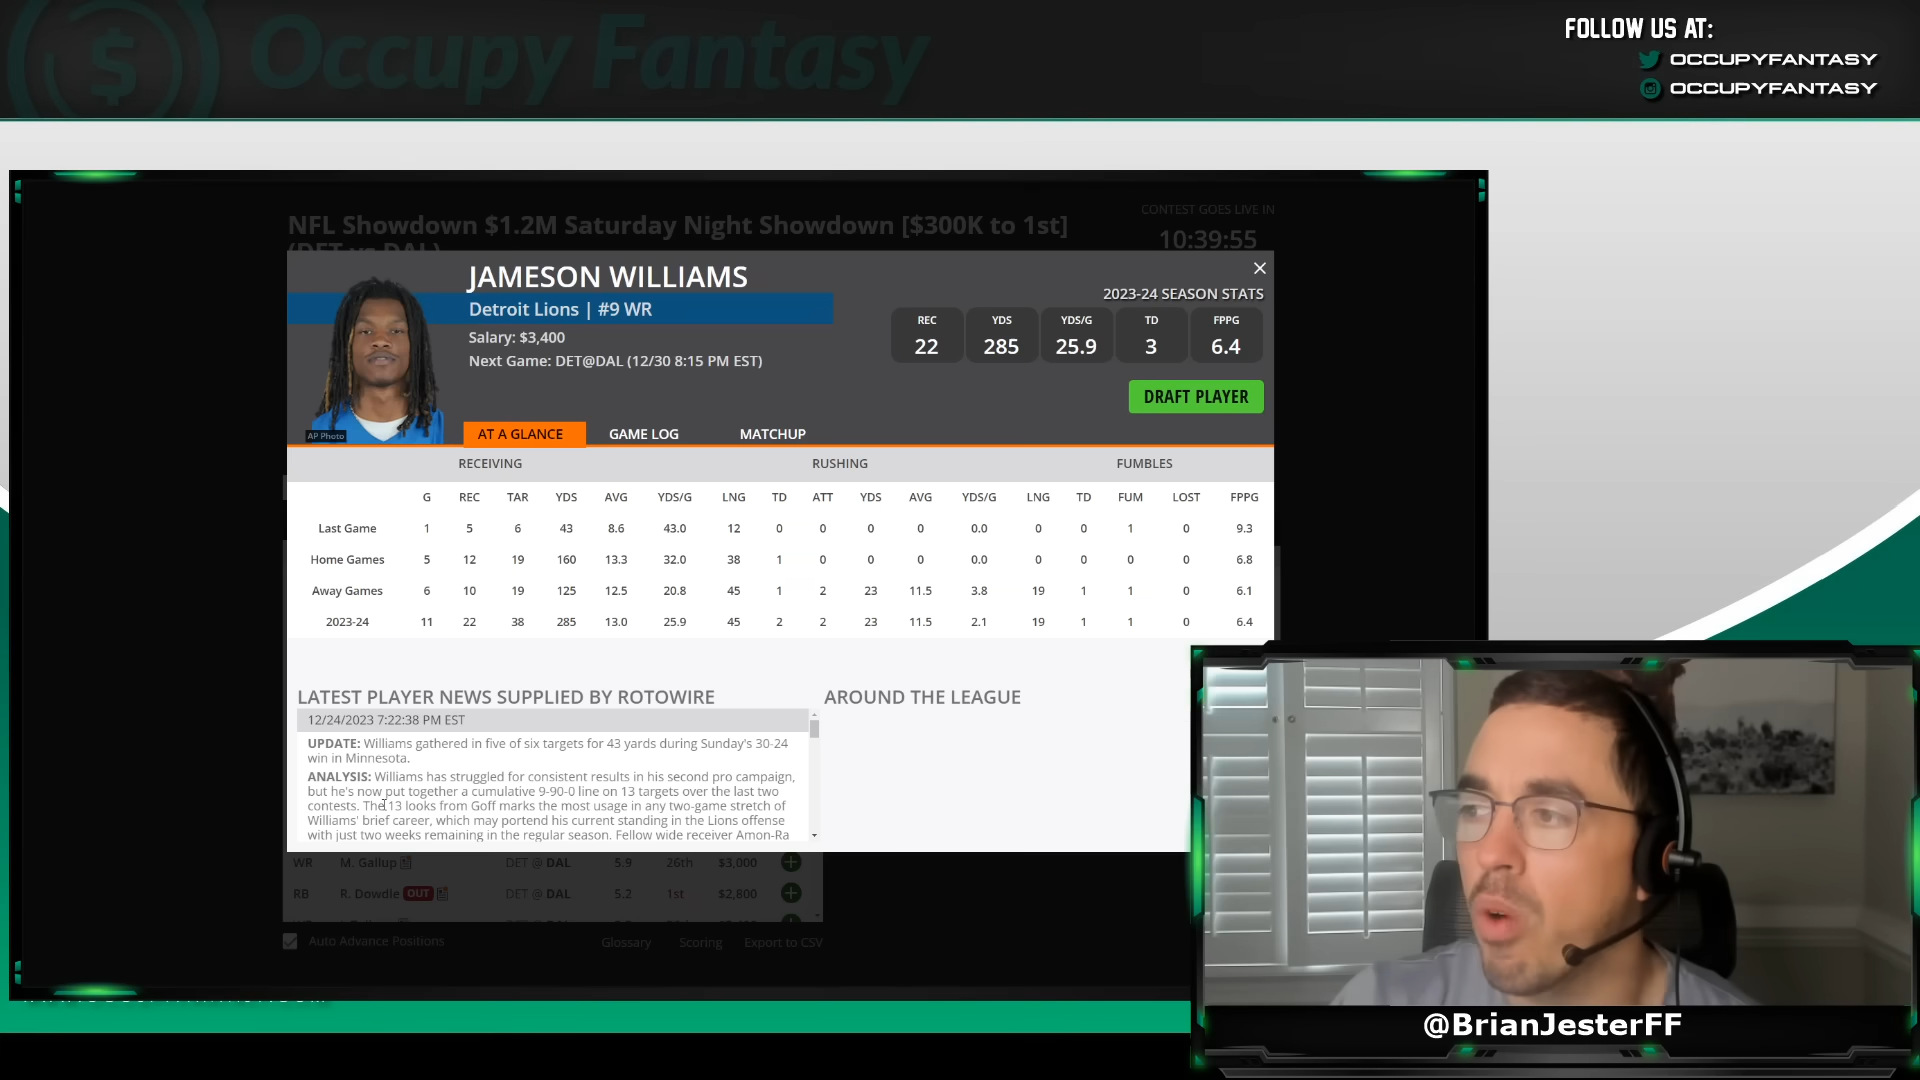 Occupy Fantasy
FOLLOW US AT:
OCCUPYFANTASY
OCCUPYFANTASY
NFL Showdown $1.2M Saturday Night Showdown [$300K to 1st]
(DET vs DAL)
CONTEST GOES LIVE IN
10:39:55
JAMESON WILLIAMS
Detroit Lions | #9 WR
Salary: $3,400
Next Game: DET@DAL (12/30 8:15 PM EST)
2023-24 SEASON STATS
REC YDS YDS/G TD FPPG
22 285 25.9 3 6.4
DRAFT PLAYER
AP Photo
AT A GLANCE GAME LOG MATCHUP
RECEIVING RUSHING FUMBLES
G REC TAR YDS AVG YDS/G LNG TD ATT YDS AVG YDS/G LNG TD FUM LOST FPPG
Last Game 1 5 6 43 8.6 43.0 12 0 0 0 0 0.0 0 0 1 0 9.3
Home Games 5 12 19 160 13.3 32.0 38 1 0 0 0 0.0 0 0 0 0 6.8
Away Games 6 10 19 125 12.5 20.8 45 1 2 23 11.5 3.8 19 1 1 0 6.1
2023-24 11 22 38 285 13.0 25.9 45 2 2 23 11.5 2.1 19 1 1 0 6.4
LATEST PLAYER NEWS SUPPLIED BY ROTOWIRE
AROUND THE LEAGUE
12/24/2023 7:22:38 PM EST
UPDATE: Williams gathered in five of six targets for 43 yards during Sunday's 30-24
win in Minnesota.
ANALYSIS: Williams has struggled for consistent results in his second pro campaign,
but he's now put together a cumulative 9-90-0 line on 13 targets over the last two
contests. The 13 looks from Goff marks the most usage in any two-game stretch of
Williams' brief career, which may portend his current standing in the Lions offense
with just two weeks remaining in the regular season. Fellow wide receiver Amon-Ra
WR M. Gallup DET @ DAL 5.9 26th $3,000
RB R. Dowdle OUT DET @ DAL 5.2 1st $2,800
Auto Advance Positions
Glossary Scoring Export to CSV
@BrianJesterFF